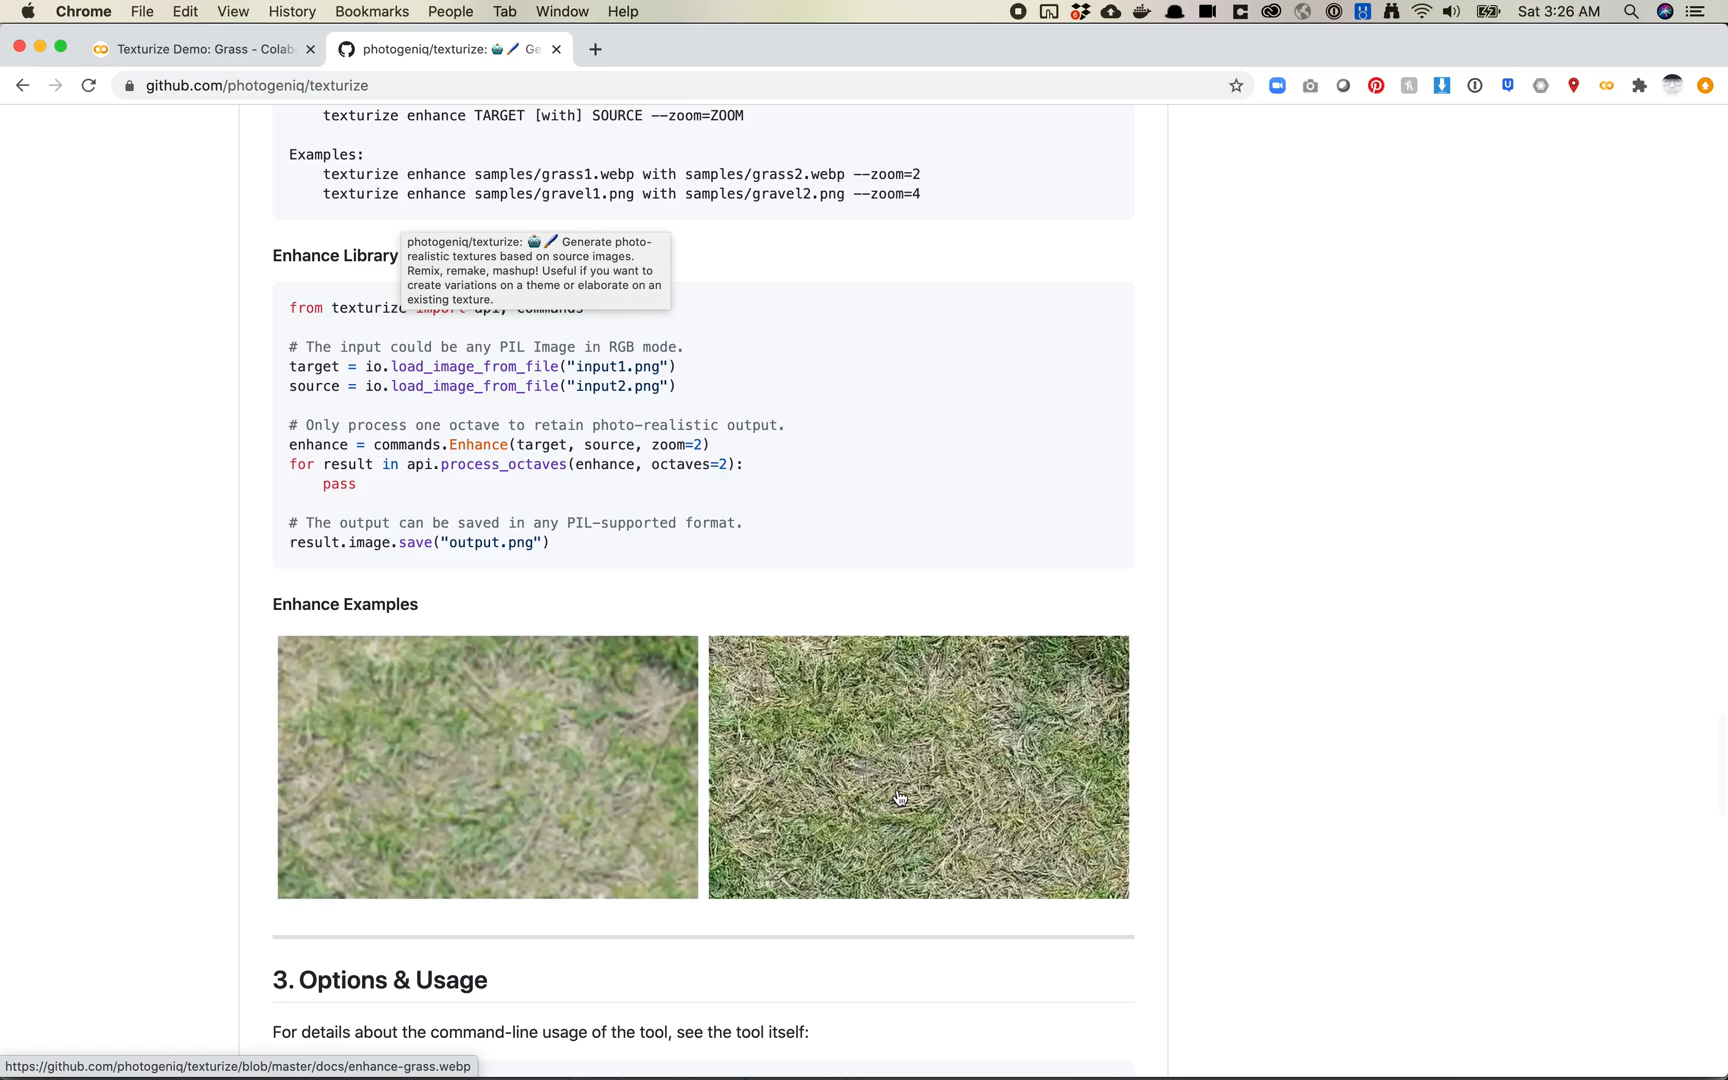 Chrome File Edit View History Bookmarks People Tab Window Help
Sat 3:26 AM
Texturize Demo: Grass - Colab
photogeniq/texturize: Ge
github.com/photogeniq/texturize
texturize enhance TARGET [with] SOURCE --zoom=ZOOM
Examples:
texturize enhance samples/grass1.webp with samples/grass2.webp --zoom=2
texturize enhance samples/gravel1.png with samples/gravel2.png --zoom=4
Enhance Library
photogeniq/texturize: Generate photo-
realistic textures based on source images.
Remix, remake, mashup! Useful if you want to
create variations on a theme or elaborate on an
existing texture.
from texturize import api, commands
# The input could be any PIL Image in RGB mode.
target = io.load_image_from_file("input1.png")
source = io.load_image_from_file("input2.png")
# Only process one octave to retain photo-realistic output.
enhance = commands.Enhance(target, source, zoom=2)
for result in api.process_octaves(enhance, octaves=2):
pass
# The output can be saved in any PIL-supported format.
result.image.save("output.png")
Enhance Examples
3. Options & Usage
For details about the command-line usage of the tool, see the tool itself:
https://github.com/photogeniq/texturize/blob/master/docs/enhance-grass.webp